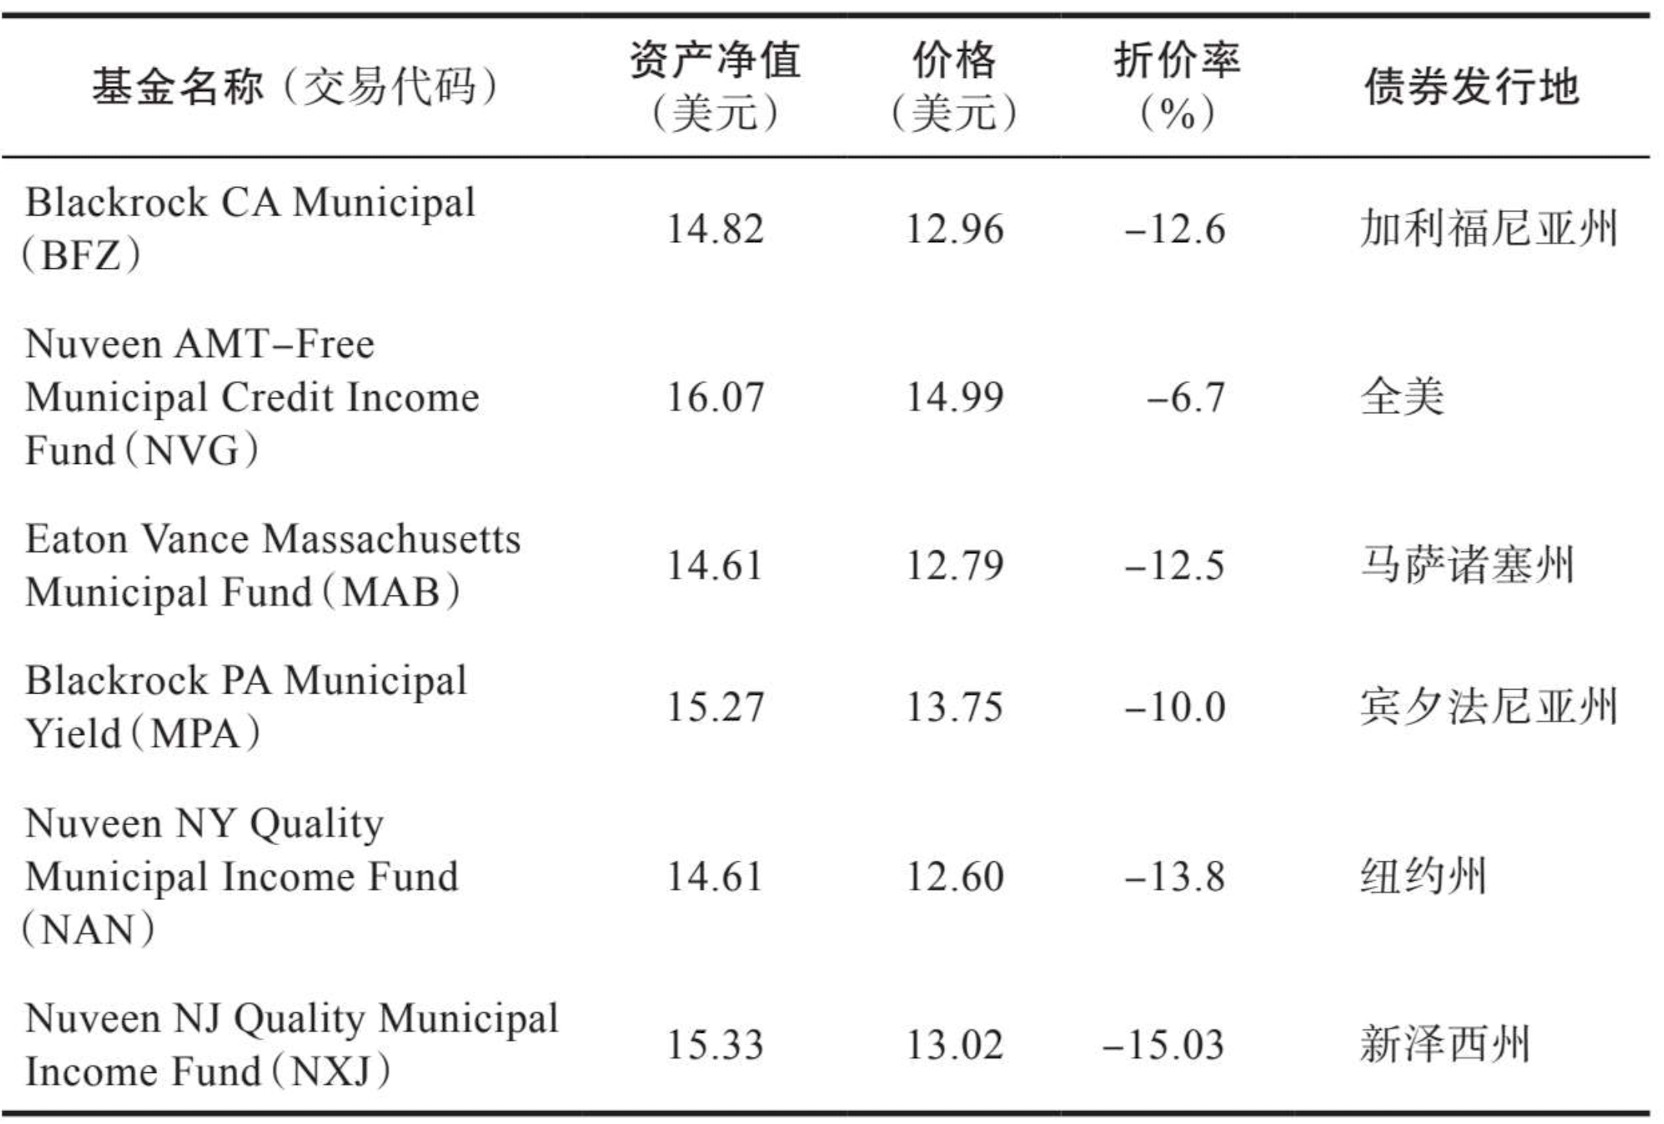 基金名称（交易代码）
资产净值
（美元）
价格
（美元）
折价率
（%）
债券发行地
Blackrock CA Municipal
（BFZ）
14.82
12.96
–12.6
加利福尼亚州
Nuveen AMT–Free
Municipal Credit Income
Fund（NVG）
16.07
14.99
–6.7
全美
Eaton Vance Massachusetts
Municipal Fund（MAB）
14.61
12.79
–12.5
马萨诸塞州
Blackrock PA Municipal
Yield（MPA）
15.27
13.75
–10.0
宾夕法尼亚州
Nuveen NY Quality
Municipal Income Fund
（NAN）
14.61
12.60
–13.8
纽约州
Nuveen NJ Quality Municipal
Income Fund（NXJ）
15.33
13.02
–15.03
新泽西州